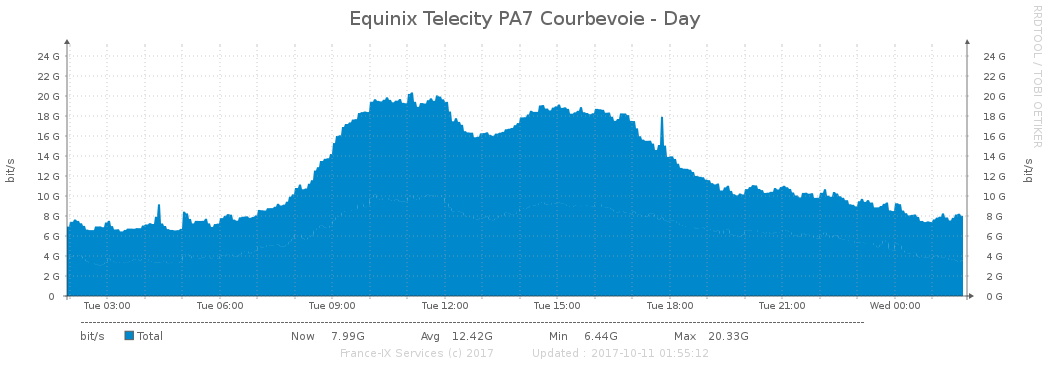 Equinix Telecity PA7 Courbevoie - Day
RRDTOOL / TOBI OETIKER
bit/s
24 G 24 G
22 G 22 G
20 G 20 G
18 G 18 G
16 G 16 G
14 G 14 G
12 G 12 G
10 G 10 G
8 G 8 G
6 G 6 G
4 G 4 G
2 G 2 G
0 0 G
bit/s
Tue 03:00 Tue 06:00 Tue 09:00 Tue 12:00 Tue 15:00 Tue 18:00 Tue 21:00 Wed 00:00
bit/s Total Now 7.99G Avg 12.42G Min 6.44G Max 20.33G
France-IX Services (c) 2017 Updated : 2017-10-11 01:55:12